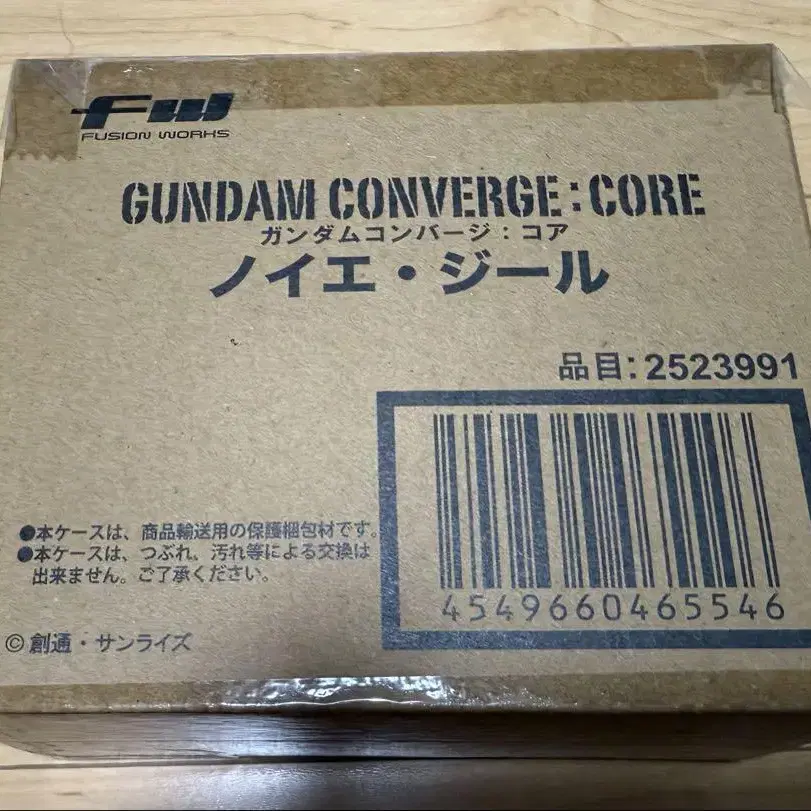 FW
FUSION WORKS
GUNDAM CONVERGE:CORE
ガンダムコンバージ：コア
ノイエ・ジール
品目：2523991
4549660465546
●本ケースは、商品輸送用の保護梱包材です。
●本ケースは、つぶれ、汚れ等による交換は
出来ません。ご了承ください。
© 創通・サンライズ